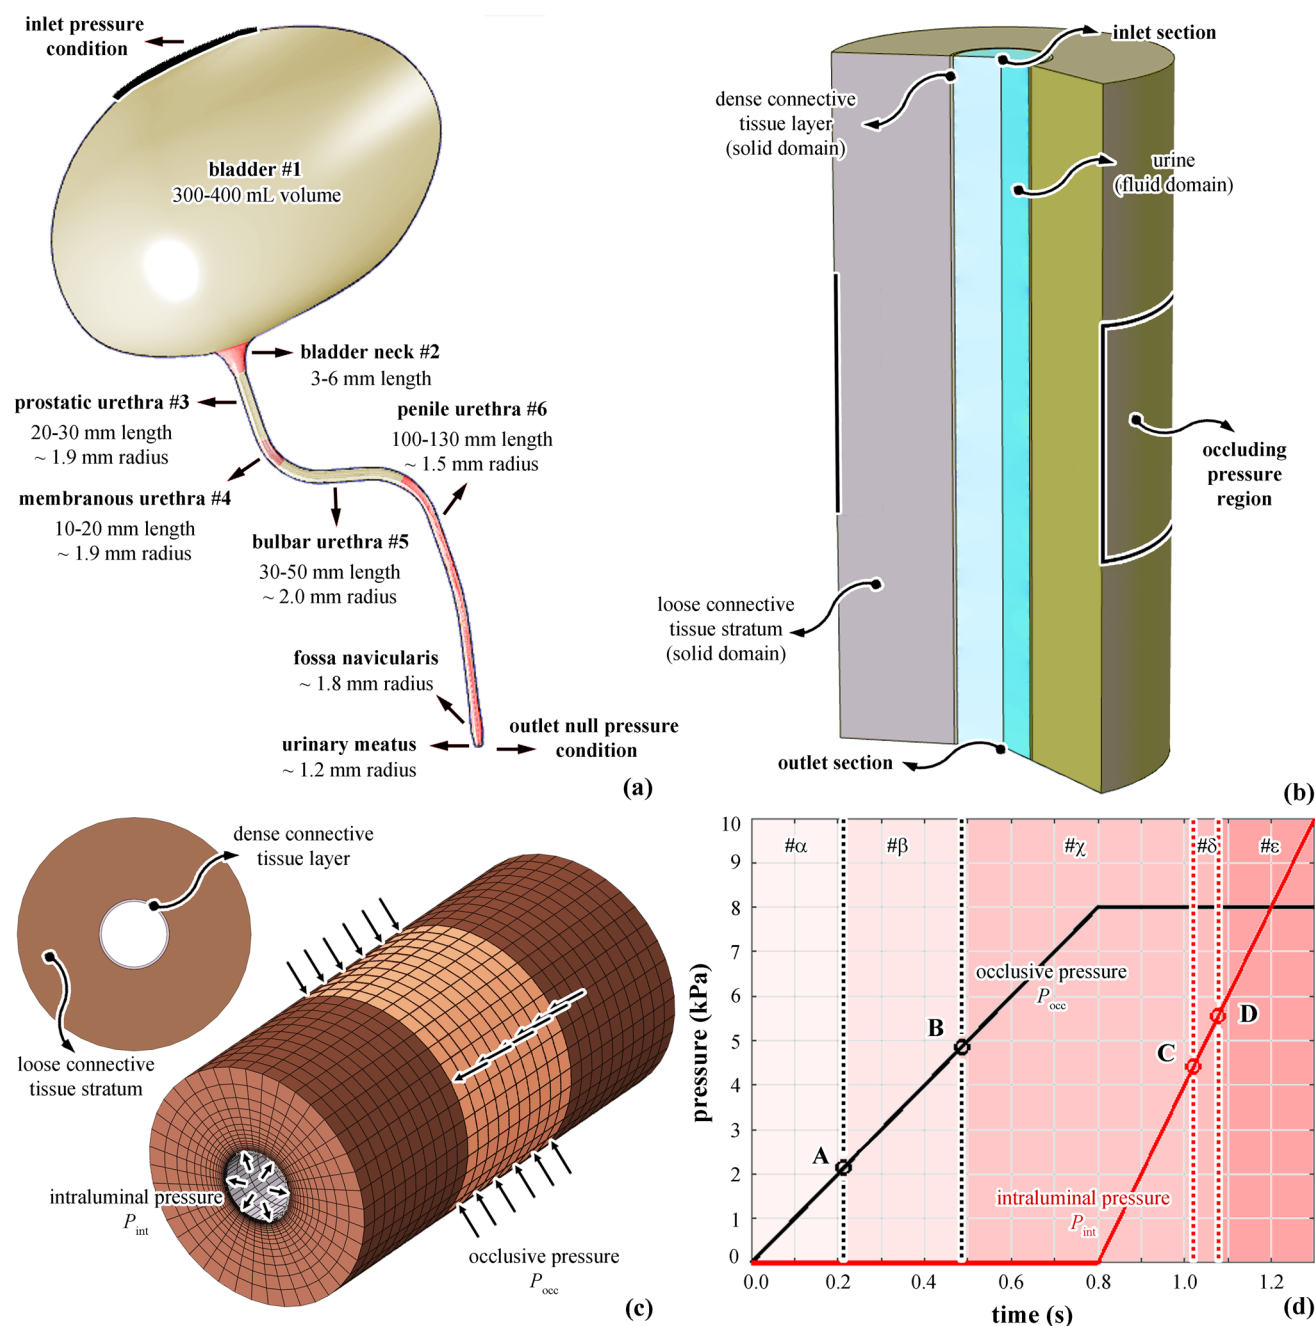 inlet pressure
condition
bladder #1
300-400 mL volume
bladder neck #2
3-6 mm length
prostatic urethra #3
20-30 mm length
~ 1.9 mm radius
penile urethra #6
100-130 mm length
~ 1.5 mm radius
membranous urethra #4
10-20 mm length
~ 1.9 mm radius
bulbar urethra #5
30-50 mm length
~ 2.0 mm radius
fossa navicularis
~ 1.8 mm radius
urinary meatus
~ 1.2 mm radius
outlet null pressure
condition
(a)
inlet section
dense connective
tissue layer
(solid domain)
urine
(fluid domain)
occluding
pressure
region
loose connective
tissue stratum
(solid domain)
outlet section
(b)
dense connective
tissue layer
loose connective
tissue stratum
intraluminal pressure
Pint
occlusive pressure
Pocc
(c)
10
9
8
7
6
5
4
3
2
1
0
pressure (kPa)
#α
#β
#χ
#δ
#ε
occlusive pressure
Pocc
A
B
C
D
intraluminal pressure
Pint
0.0 0.2 0.4 0.6 0.8 1.0 1.2
time (s)
(d)